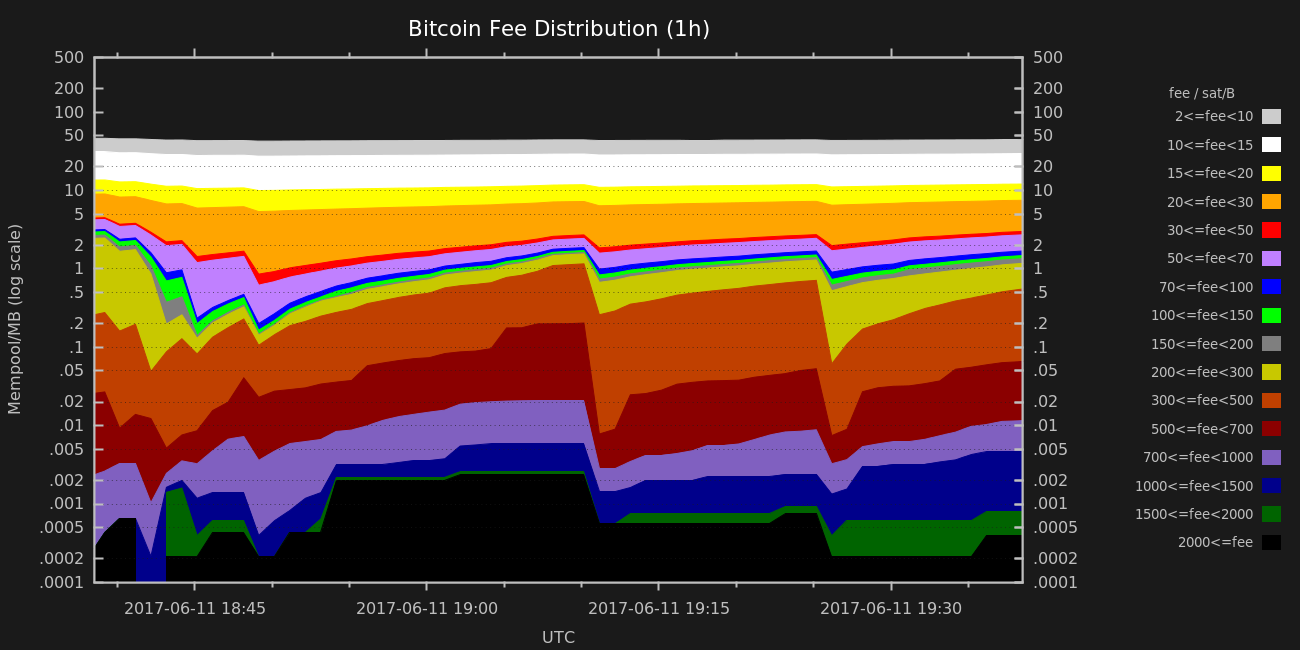 Bitcoin Fee Distribution (1h)
500
200
100
50
20
10
5
2
1
.5
.2
.1
.05
.02
.01
.005
.002
.001
.0005
.0002
.0001
Mempool/MB (log scale)
500
200
100
50
20
10
5
2
1
.5
.2
.1
.05
.02
.01
.005
.002
.001
.0005
.0002
.0001
2017-06-11 18:45
2017-06-11 19:00
2017-06-11 19:15
2017-06-11 19:30
UTC
fee / sat/B
2<=fee<10
10<=fee<15
15<=fee<20
20<=fee<30
30<=fee<50
50<=fee<70
70<=fee<100
100<=fee<150
150<=fee<200
200<=fee<300
300<=fee<500
500<=fee<700
700<=fee<1000
1000<=fee<1500
1500<=fee<2000
2000<=fee